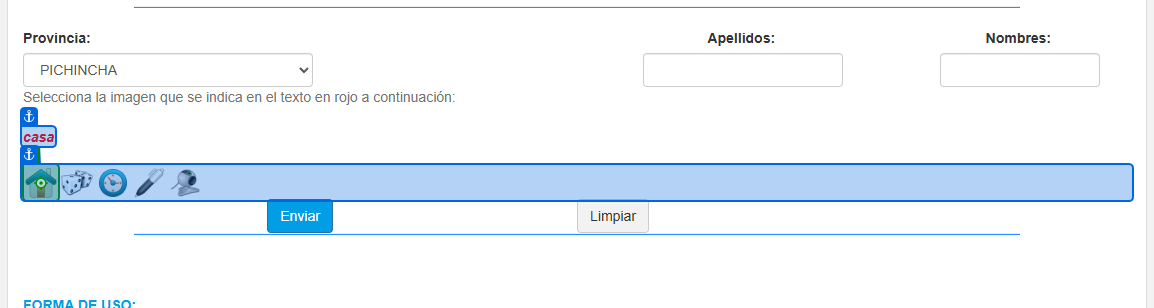 Provincia: Apellidos: Nombres:
PICHINCHA
Selecciona la imagen que se indica en el texto en rojo a continuación:
casa
Enviar Limpiar
FORMA DE USO: